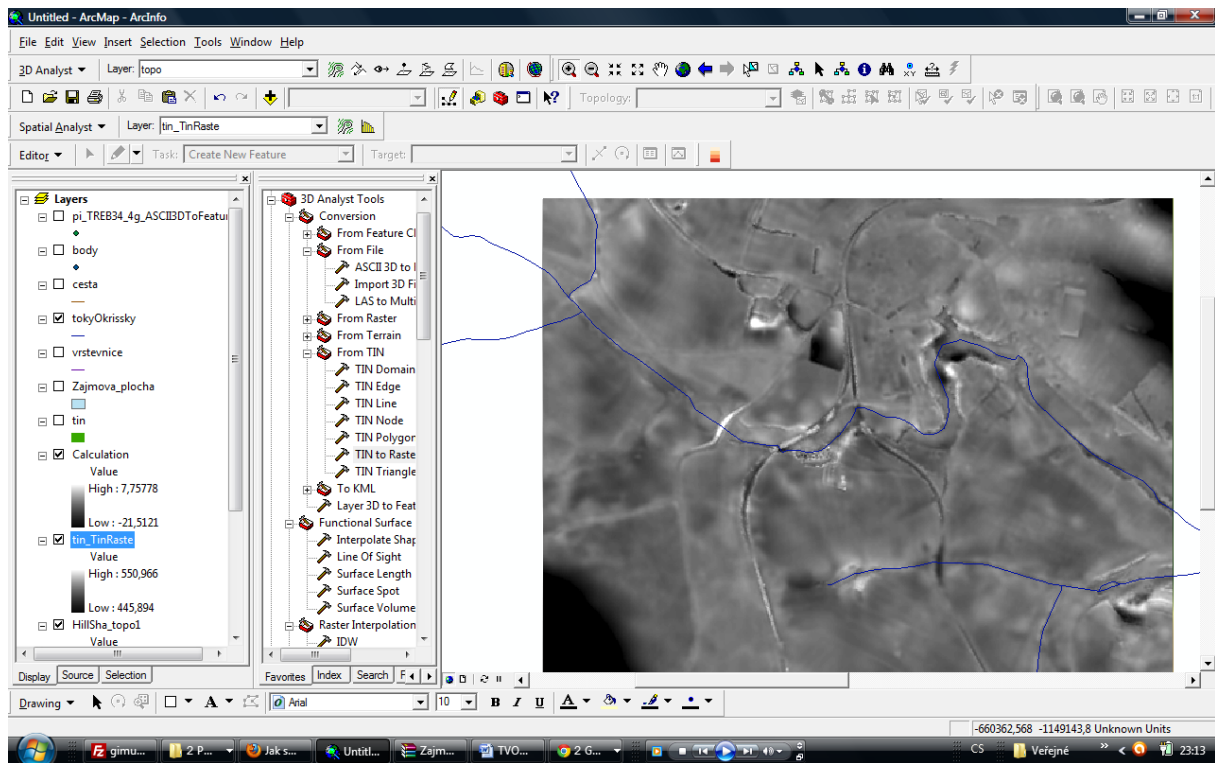 Untitled - ArcMap - ArcInfo
File Edit View Insert Selection Tools Window Help
3D Analyst Layer: topo
Topology:
Spatial Analyst Layer: tin_TinRaste
Editor Task: Create New Feature Target:
Layers
pi_TREB34_4g_ASCII3DToFeatu
body
cesta
tokyOkrissky
vrstevnice
Zajmova_plocha
tin
Calculation
Value
High : 7,75778
Low : -21,5121
tin_TinRaste
Value
High : 550,966
Low : 445,894
HillSha_topo1
Value
Display Source Selection
3D Analyst Tools
Conversion
From Feature Cl
From File
ASCII 3D to I
Import 3D Fi
LAS to Multi
From Raster
From Terrain
From TIN
TIN Domain
TIN Edge
TIN Line
TIN Node
TIN Polygor
TIN to Raste
TIN Triangle
To KML
Layer 3D to Feat
Functional Surface
Interpolate Shap
Line Of Sight
Surface Length
Surface Spot
Surface Volume
Raster Interpolation
IDW
Favorites Index Search F
Drawing A Arial 10 B I U A
-660362,568 -1149143,8 Unknown Units
gimu... 2 P... Jak s... Untitl... Zajm... TVO... 2 G... CS Veřejné 23:13